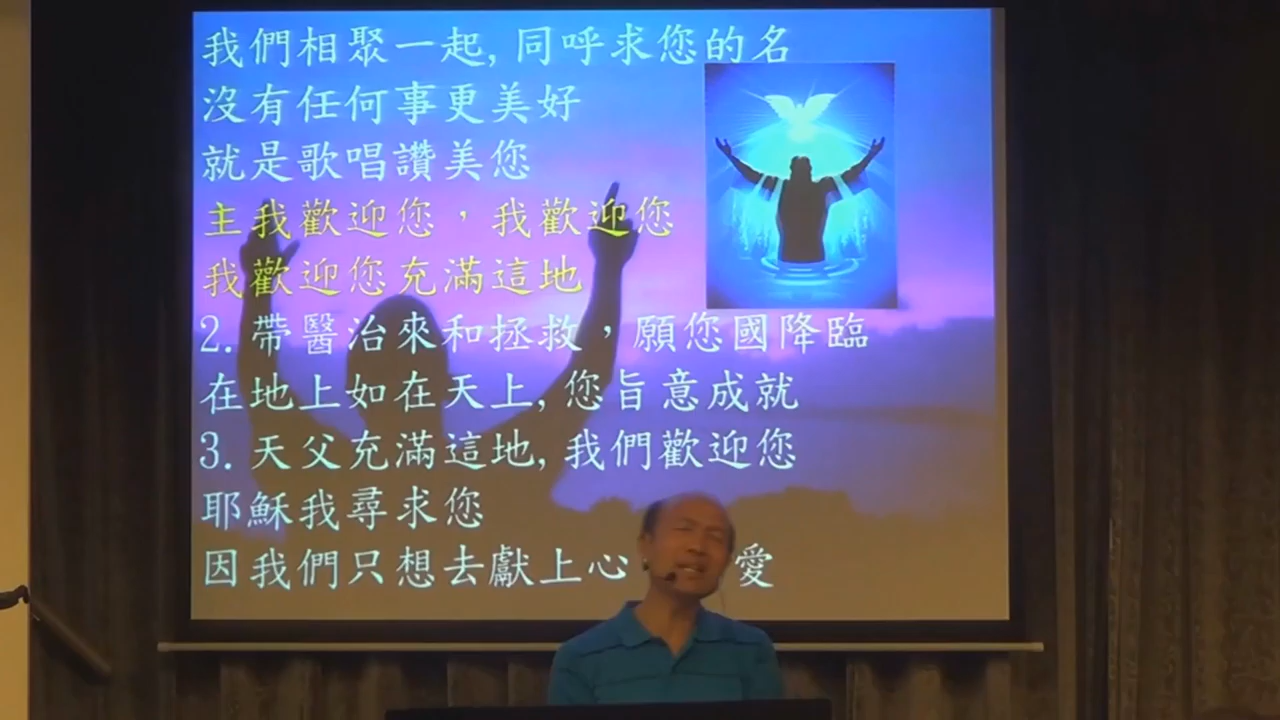 我們相聚一起, 同呼求您的名
沒有任何事更美好
就是歌唱讚美您
主我歡迎您，我歡迎您
我歡迎您充滿這地
2. 帶醫治來和拯救，願您國降臨
在地上如在天上, 您旨意成就
3. 天父充滿這地, 我們歡迎您
耶穌我尋求您
因我們只想去獻上心 愛